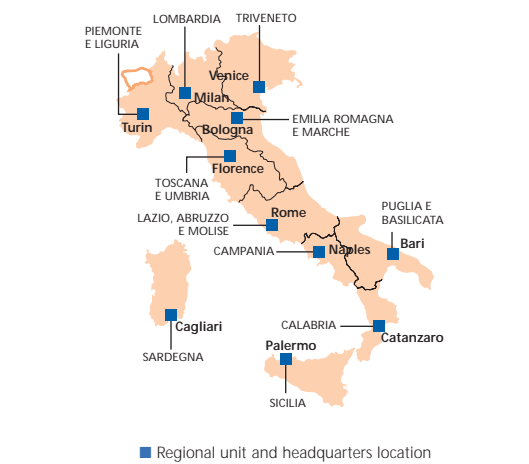 LOMBARDIA
TRIVENETO
PIEMONTE
E LIGURIA
Venice
Milan
Turin
Bologna
EMILIA ROMAGNA
E MARCHE
Florence
TOSCANA
E UMBRIA
Rome
LAZIO, ABRUZZO
E MOLISE
PUGLIA E
BASILICATA
CAMPANIA
Naples
Bari
Cagliari
CALABRIA
Catanzaro
Palermo
SARDEGNA
SICILIA
Regional unit and headquarters location